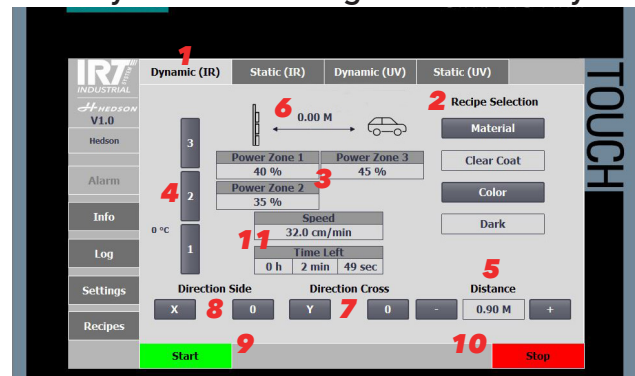 1
Dynamic (IR) Static (IR) Dynamic (UV) Static (UV)
IRT SYSTEM
INDUSTRIAL
HEDSON
V1.0
Hedson
Alarm
Info
Log
Settings
Recipes
6
0.00 M
2 Recipe Selection
Material
Clear Coat
Color
Dark
3
4 2
1
0 °C
Power Zone 1 Power Zone 3
40 % 45 %
3
Power Zone 2
35 %
Speed
32.0 cm/min
11
Time Left
0 h 2 min 49 sec
5
Direction Side Direction Cross Distance
X 8 0 Y 7 0 - 0.90 M +
9 10
Start Stop
TOUCH